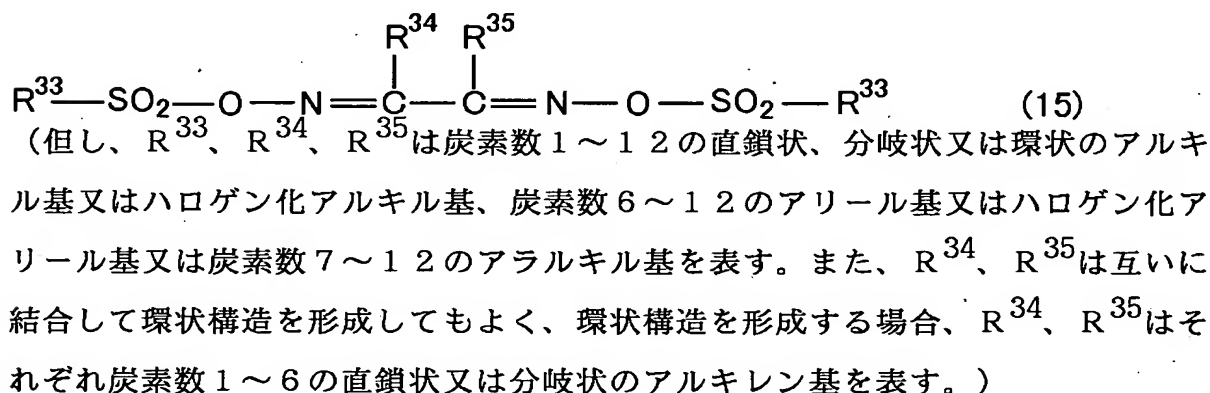 R³⁴ R³⁵
R³³—SO₂—O—N=C—C=N—O—SO₂—R³³ (15)
(但し、R³³、R³⁴、R³⁵は炭素数1～12の直鎖状、分岐状又は環状のアルキ
ル基又はハロゲン化アルキル基、炭素数6～12のアリール基又はハロゲン化ア
リール基又は炭素数7～12のアラルキル基を表す。また、R³⁴、R³⁵は互いに
結合して環状構造を形成してもよく、環状構造を形成する場合、R³⁴、R³⁵はそ
れぞれ炭素数1～6の直鎖状又は分岐状のアルキレン基を表す。)